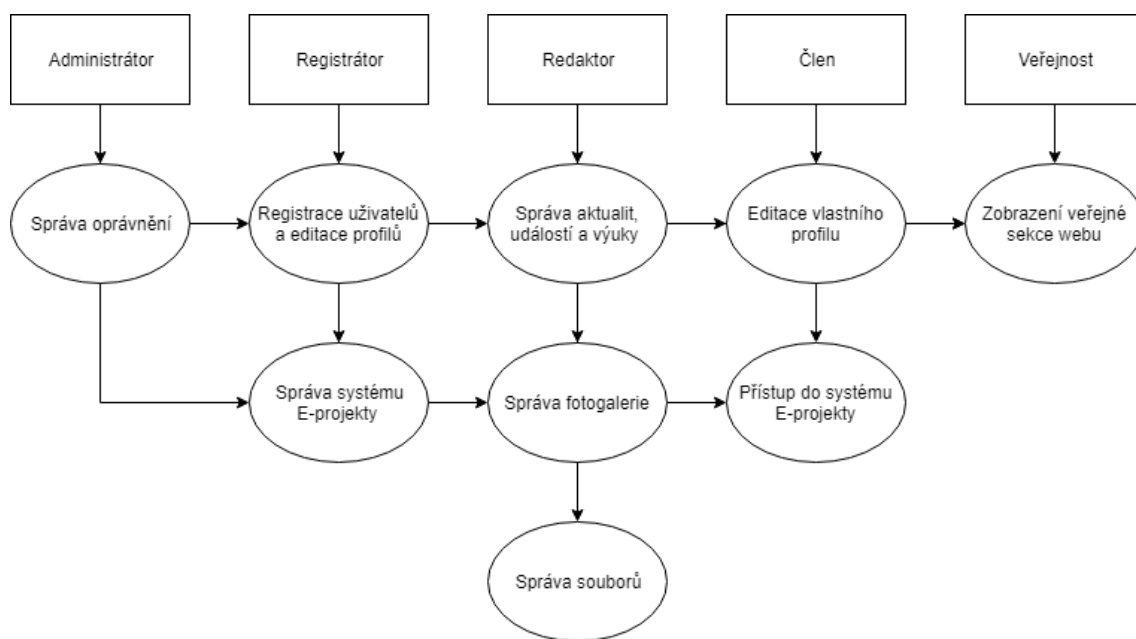 Administrátor
Registrátor
Redaktor
Člen
Veřejnost
Správa oprávnění
Registrace uživatelů
a editace profilů
Správa aktualit,
událostí a výuky
Editace vlastního
profilu
Zobrazení veřejné
sekce webu
Správa systému
E-projekty
Správa fotogalerie
Přístup do systému
E-projekty
Správa souborů